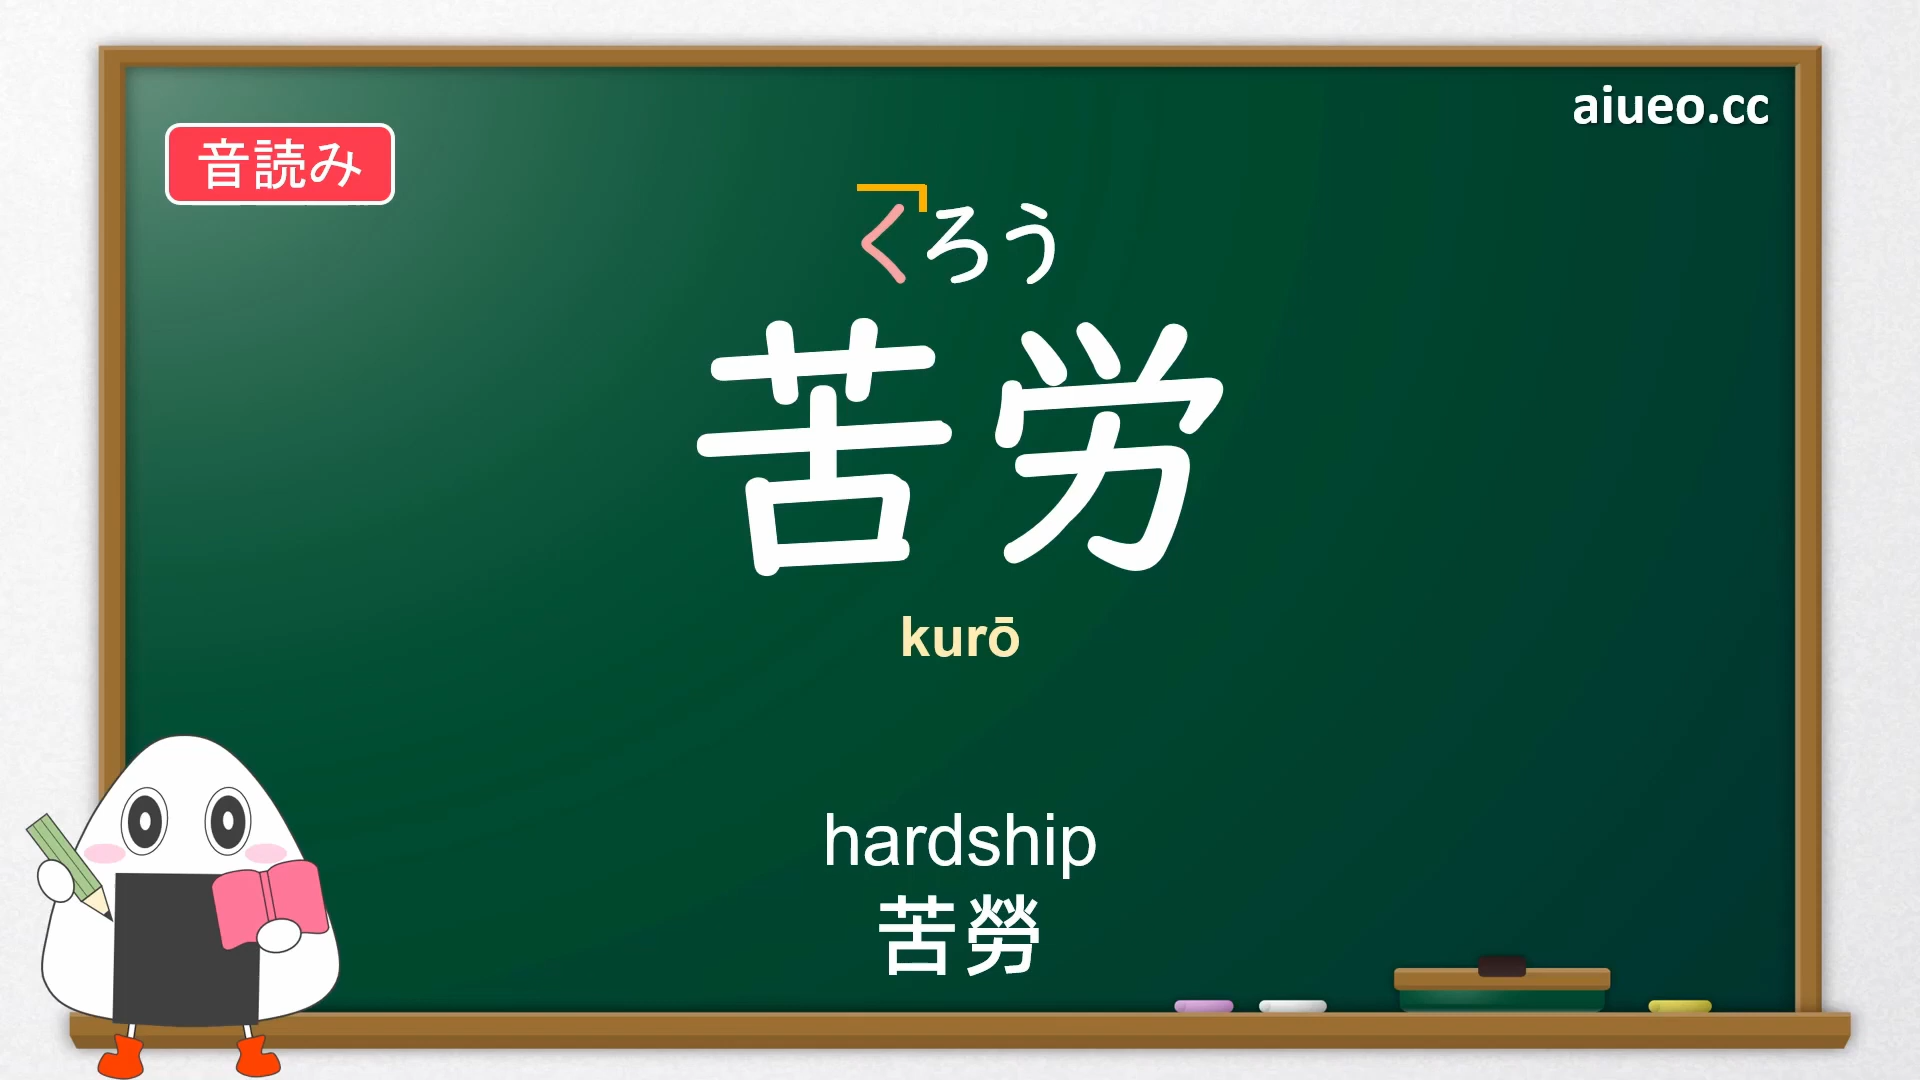 aiueo.cc
音読み
くろう
苦労
kurō
hardship
苦勞